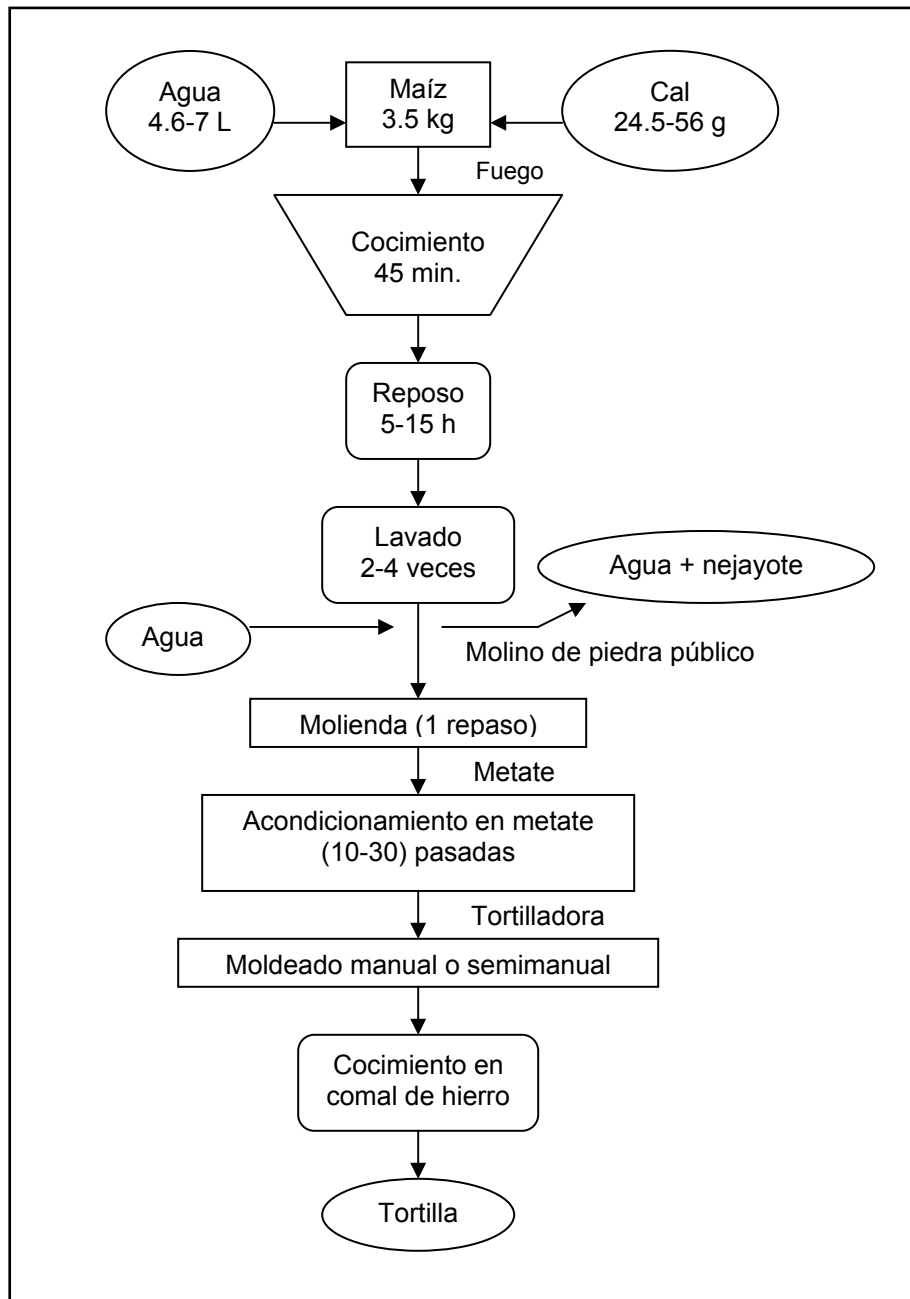 Agua
4.6-7 L
Maíz
3.5 kg
Cal
24.5-56 g
Fuego
Cocimiento
45 min.
Reposo
5-15 h
Lavado
2-4 veces
Agua + nejayote
Agua
Molino de piedra público
Molienda (1 repaso)
Metate
Acondicionamiento en metate
(10-30) pasadas
Tortilladora
Moldeado manual o semimanual
Cocimiento en
comal de hierro
Tortilla